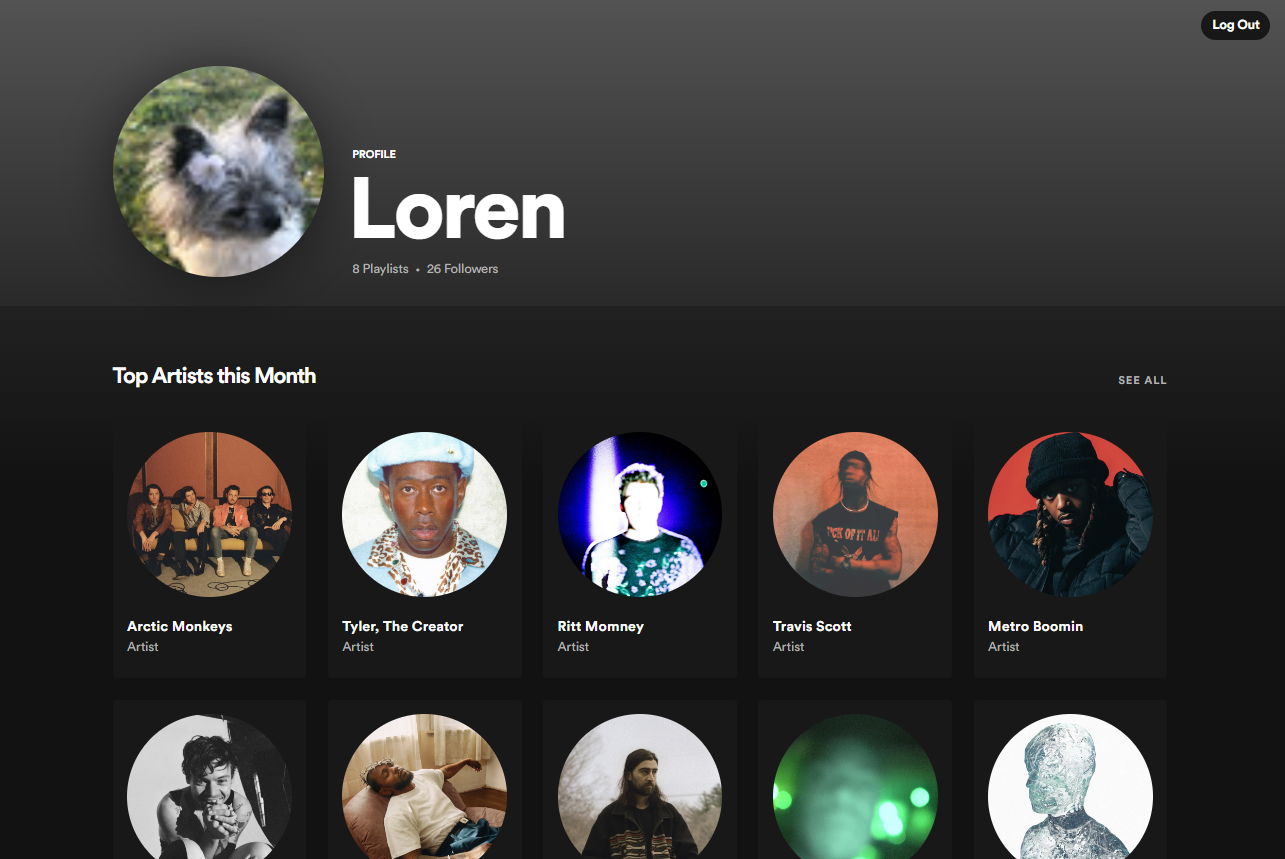 Log Out
PROFILE
Loren
8 Playlists • 26 Followers
Top Artists this Month
SEE ALL
Arctic Monkeys
Artist
Tyler, The Creator
Artist
Ritt Momney
Artist
Travis Scott
Artist
Metro Boomin
Artist